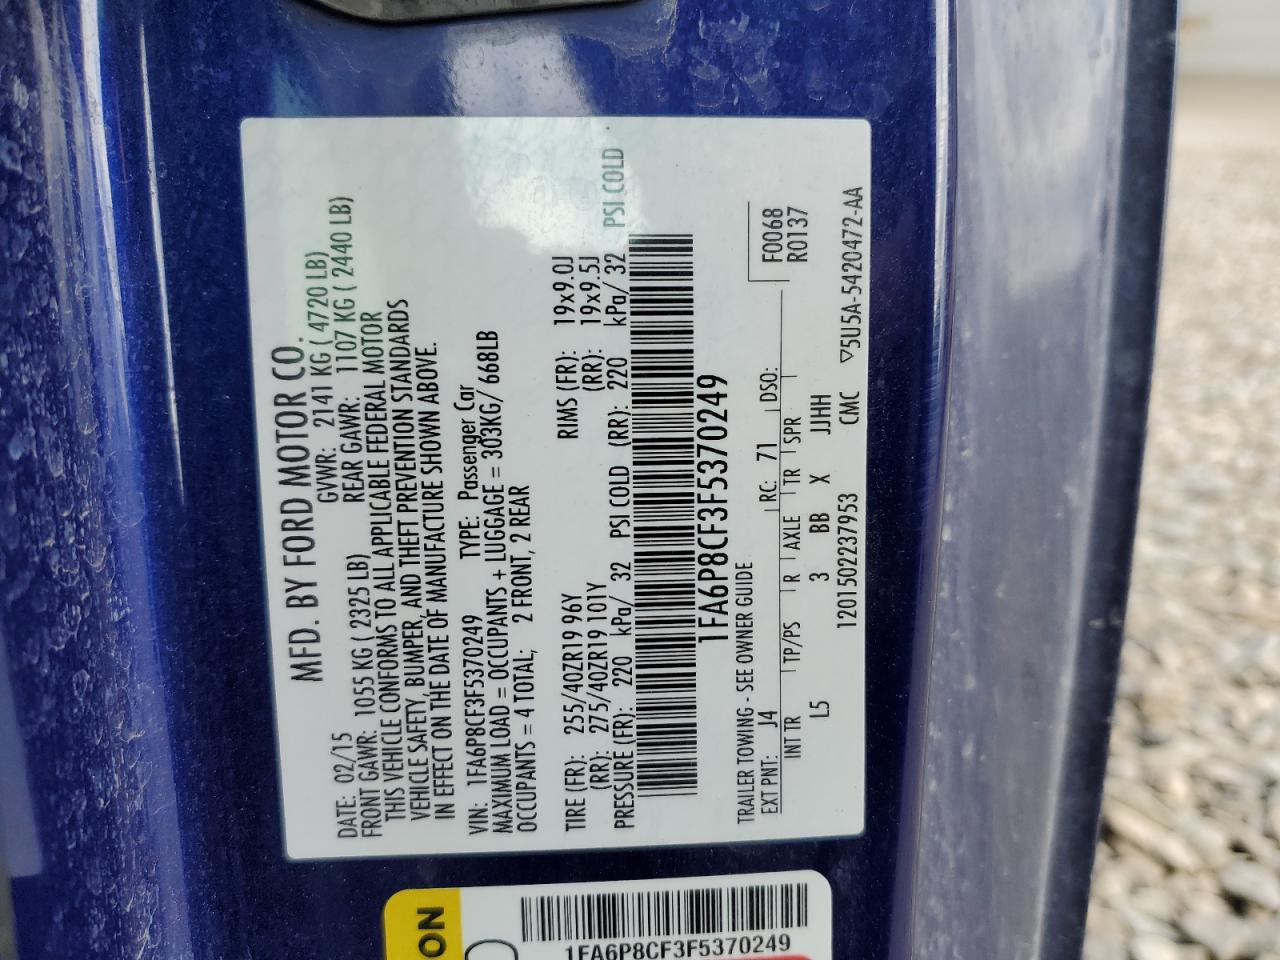 MFD. BY FORD MOTOR CO.
DATE: 02/15 GVWR: 2141 KG ( 4720 LB)
FRONT GAWR: 1055 KG ( 2325 LB) REAR GAWR: 1107 KG ( 2440 LB)
THIS VEHICLE CONFORMS TO ALL APPLICABLE FEDERAL MOTOR
VEHICLE SAFETY, BUMPER, AND THEFT PREVENTION STANDARDS
IN EFFECT ON THE DATE OF MANUFACTURE SHOWN ABOVE.
VIN: 1FA6P8CF3F5370249 TYPE: Passenger Car
MAXIMUM LOAD = OCCUPANTS + LUGGAGE = 303KG/ 668LB
OCCUPANTS = 4 TOTAL; 2 FRONT, 2 REAR
TIRE (FR): 255/40ZR19 96Y RIMS (FR): 19x9.0J
(RR): 275/40ZR19 101Y (RR): 19x9.5J
PRESSURE (FR): 220 kPa/ 32 PSI COLD (RR): 220 kPa/ 32 PSI COLD
1FA6P8CF3F5370249
TRAILER TOWING - SEE OWNER GUIDE F0068
EXT PNT: J4 RC: 71 DSO: R0137
INT TR TP/PS R AXLE TR SPR
L5 3 BB X JJHH
1201502237953 CMC ▽5U5A-5420472-AA
ON
1FA6P8CF3F5370249